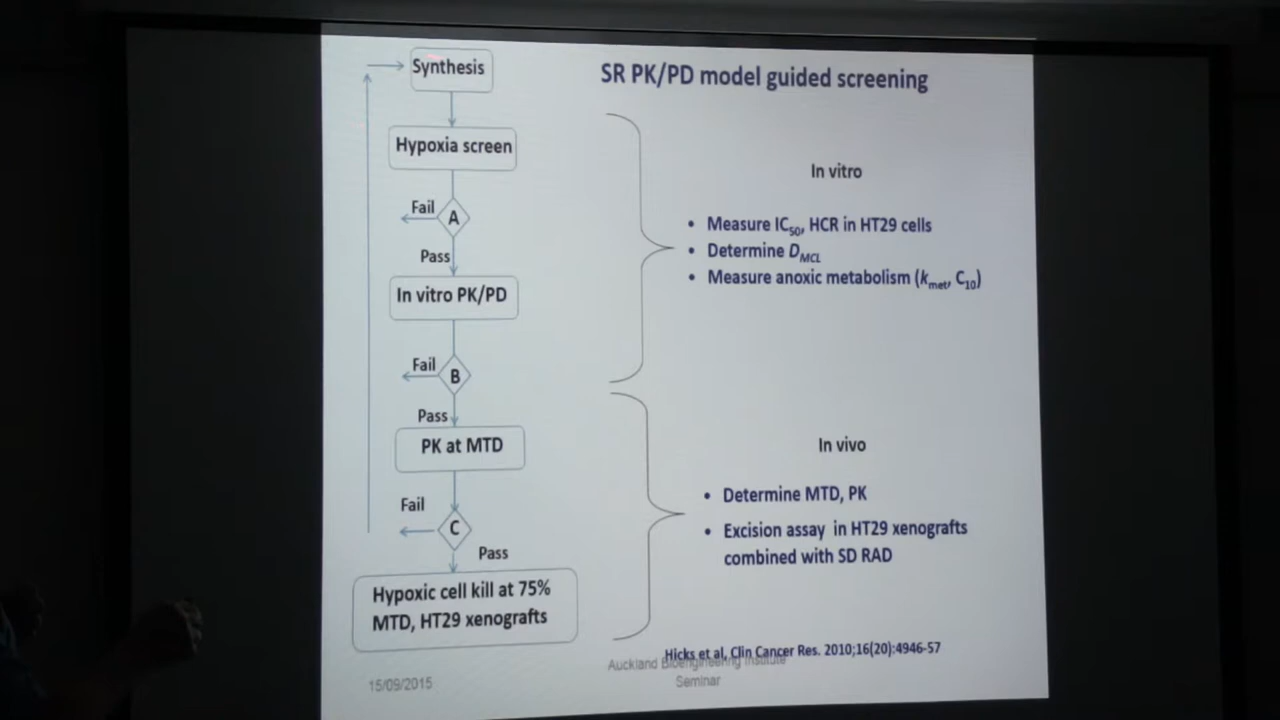 SR PK/PD model guided screening
Synthesis
Hypoxia screen
Fail
A
Pass
In vitro PK/PD
Fail
B
Pass
PK at MTD
Fail
C
Pass
Hypoxic cell kill at 75%
MTD, HT29 xenografts
In vitro
• Measure IC50, HCR in HT29 cells
• Determine DMCL
• Measure anoxic metabolism (kmet, C10)
In vivo
• Determine MTD, PK
• Excision assay in HT29 xenografts
combined with SD RAD
Hicks et al, Clin Cancer Res. 2010;16(20):4946-57
Auckland Bioengineering Institute
Seminar
15/09/2015